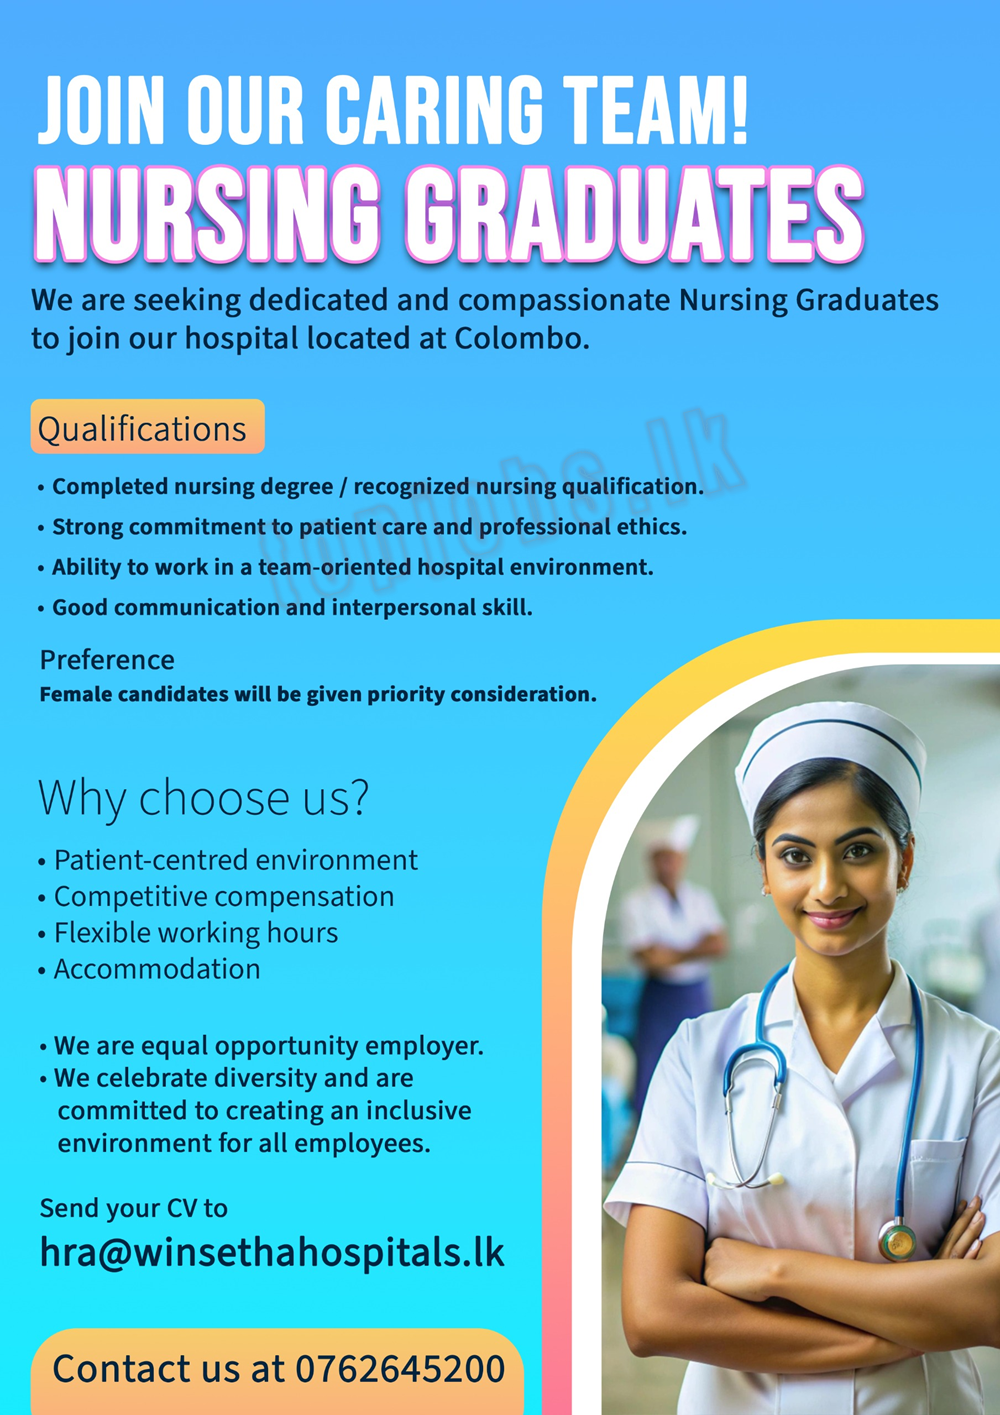 JOIN OUR CARING TEAM!
NURSING GRADUATES
We are seeking dedicated and compassionate Nursing Graduates
to join our hospital located at Colombo.
Qualifications
• Completed nursing degree / recognized nursing qualification.
• Strong commitment to patient care and professional ethics.
• Ability to work in a team-oriented hospital environment.
• Good communication and interpersonal skill.
topjobs.lk
Preference
Female candidates will be given priority consideration.
Why choose us?
• Patient-centred environment
• Competitive compensation
• Flexible working hours
• Accommodation
• We are equal opportunity employer.
• We celebrate diversity and are
committed to creating an inclusive
environment for all employees.
Send your CV to
hra@winsethahospitals.lk
Contact us at 0762645200